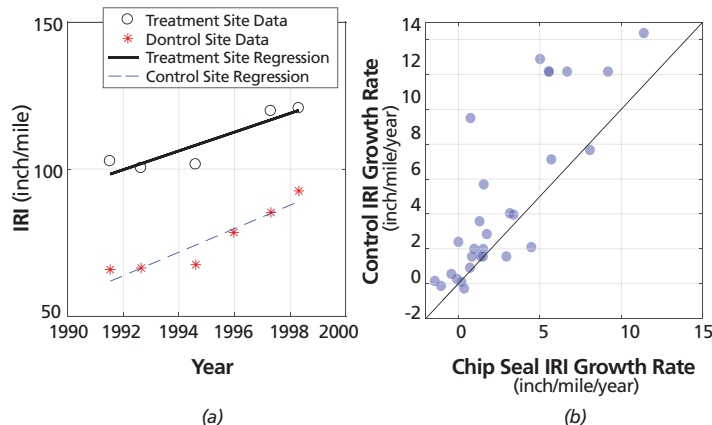 150
Treatment Site Data
Dontrol Site Data
Treatment Site Regression
Control Site Regression
IRI (inch/mile)
100
50
1990 1992 1994 1996 1998 2000
Year
(a)
14
12
14
8
6
4
2
0
-2
Control IRI Growth Rate
(inch/mile/year)
0 5 10 15
Chip Seal IRI Growth Rate
(inch/mile/year)
(b)